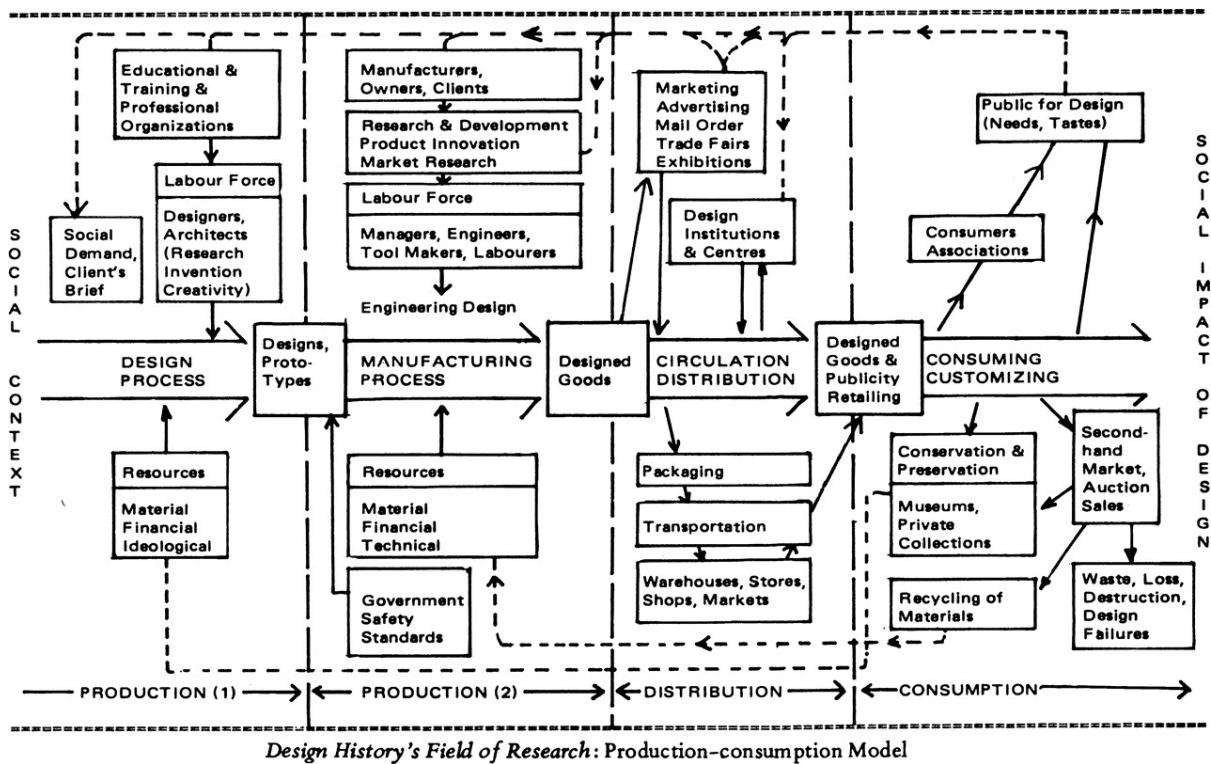 Educational &
Training &
Professional
Organizations
Labour Force
Designers,
Architects
(Research
Invention
Creativity)
Social
Demand,
Client's
Brief
Manufacturers,
Owners, Clients
Research & Development
Product Innovation
Market Research
Labour Force
Managers, Engineers,
Tool Makers, Labourers
Engineering Design
Marketing
Advertising
Mail Order
Trade Fairs
Exhibitions
Design
Institutions
& Centres
Public for Design
(Needs, Tastes)
Consumers
Associations
SOCIAL CONTEXT
DESIGN
PROCESS
Designs,
Proto-
Types
MANUFACTURING
PROCESS
Designed
Goods
CIRCULATION
DISTRIBUTION
Designed
Goods &
Publicity
Retailing
CONSUMING
CUSTOMIZING
SOCIAL IMPACT OF DESIGN
Resources
Material
Financial
Ideological
Resources
Material
Financial
Technical
Government
Safety
Standards
Packaging
Transportation
Warehouses, Stores,
Shops, Markets
Conservation &
Preservation
Museums,
Private
Collections
Second-
hand
Market,
Auction
Sales
Recycling of
Materials
Waste, Loss,
Destruction,
Design
Failures
PRODUCTION (1)
PRODUCTION (2)
DISTRIBUTION
CONSUMPTION
Design History's Field of Research: Production-consumption Model